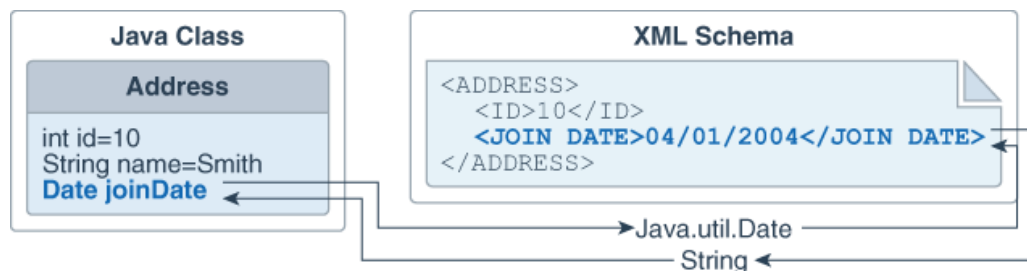 Java Class
Address
int id=10
String name=Smith
Date joinDate
XML Schema
<ADDRESS>
<ID>10</ID>
<JOIN DATE>04/01/2004</JOIN DATE>
</ADDRESS>
Java.util.Date
String